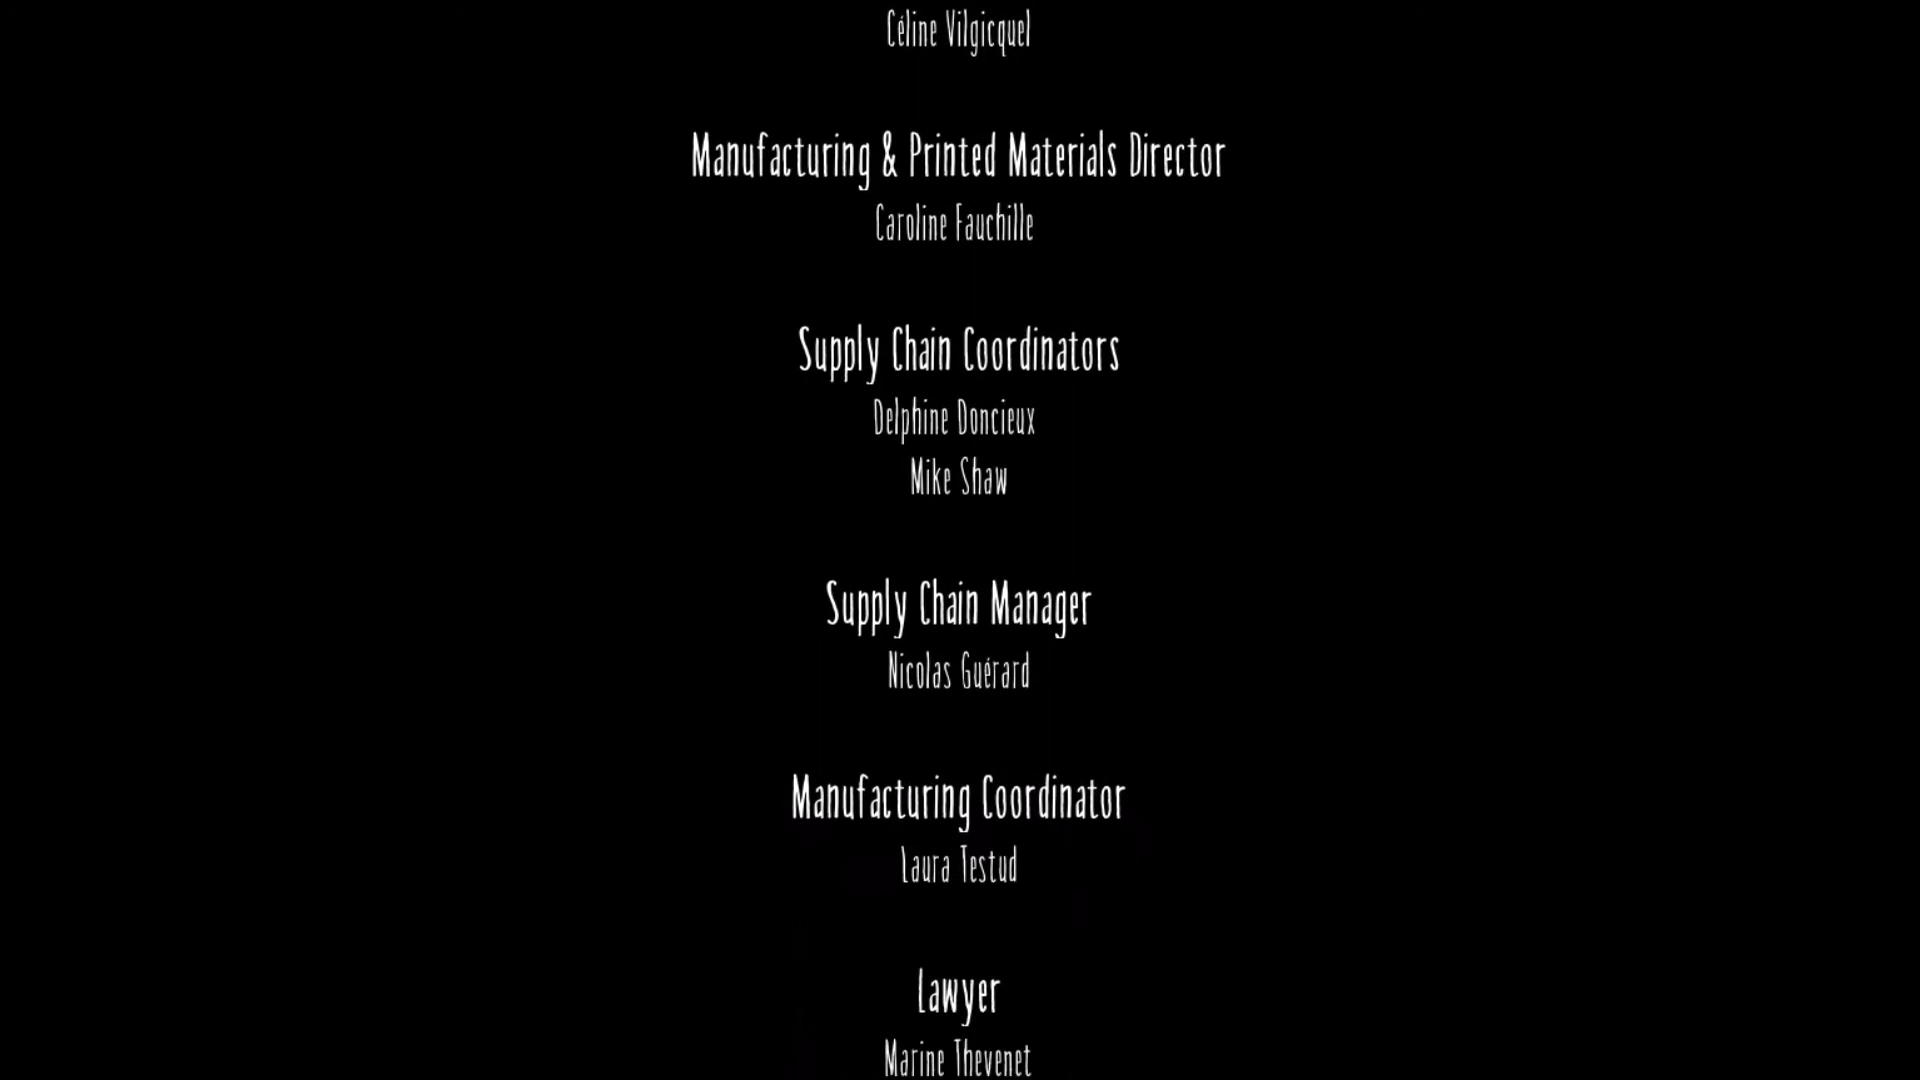 Céline Vilgicquel
Manufacturing & Printed Materials Director
Caroline Fauchille
Supply Chain Coordinators
Delphine Doncieux
Mike Shaw
Supply Chain Manager
Nicolas Guérard
Manufacturing Coordinator
Laura Testud
Lawyer
Marine Thevenet